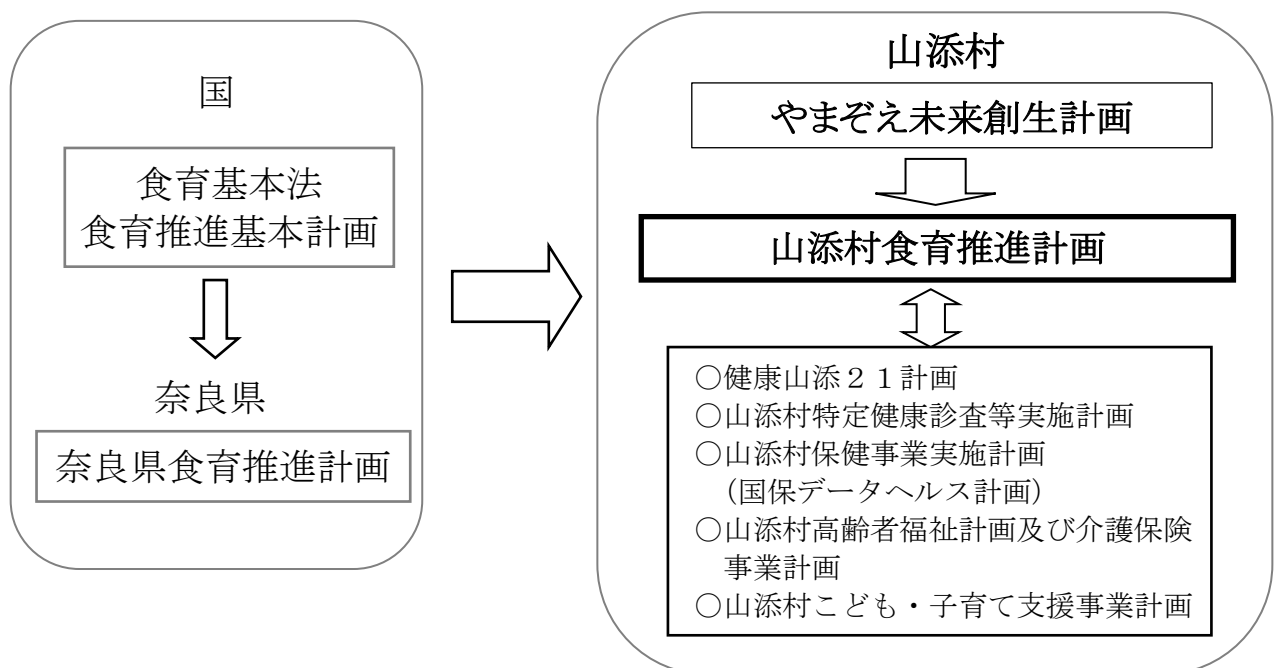 国
食育基本法
食育推進基本計画
奈良県
奈良県食育推進計画
山添村
やまぞえ未来創生計画
山添村食育推進計画
○健康山添２１計画
○山添村特定健康診査等実施計画
○山添村保健事業実施計画
（国保データヘルス計画）
○山添村高齢者福祉計画及び介護保険
事業計画
○山添村こども・子育て支援事業計画